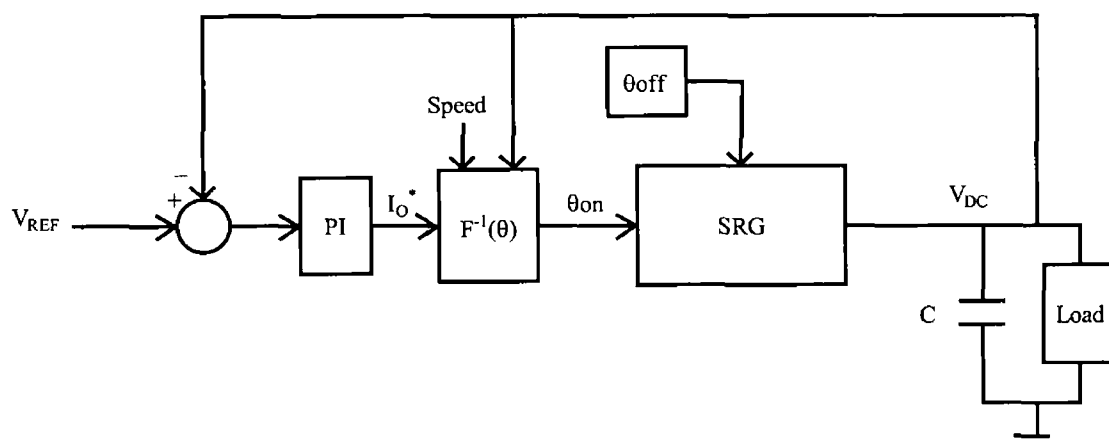 θoff
Speed
−
+
V_REF
PI
I_O^*
F^-1(θ)
θon
SRG
V_DC
C
Load